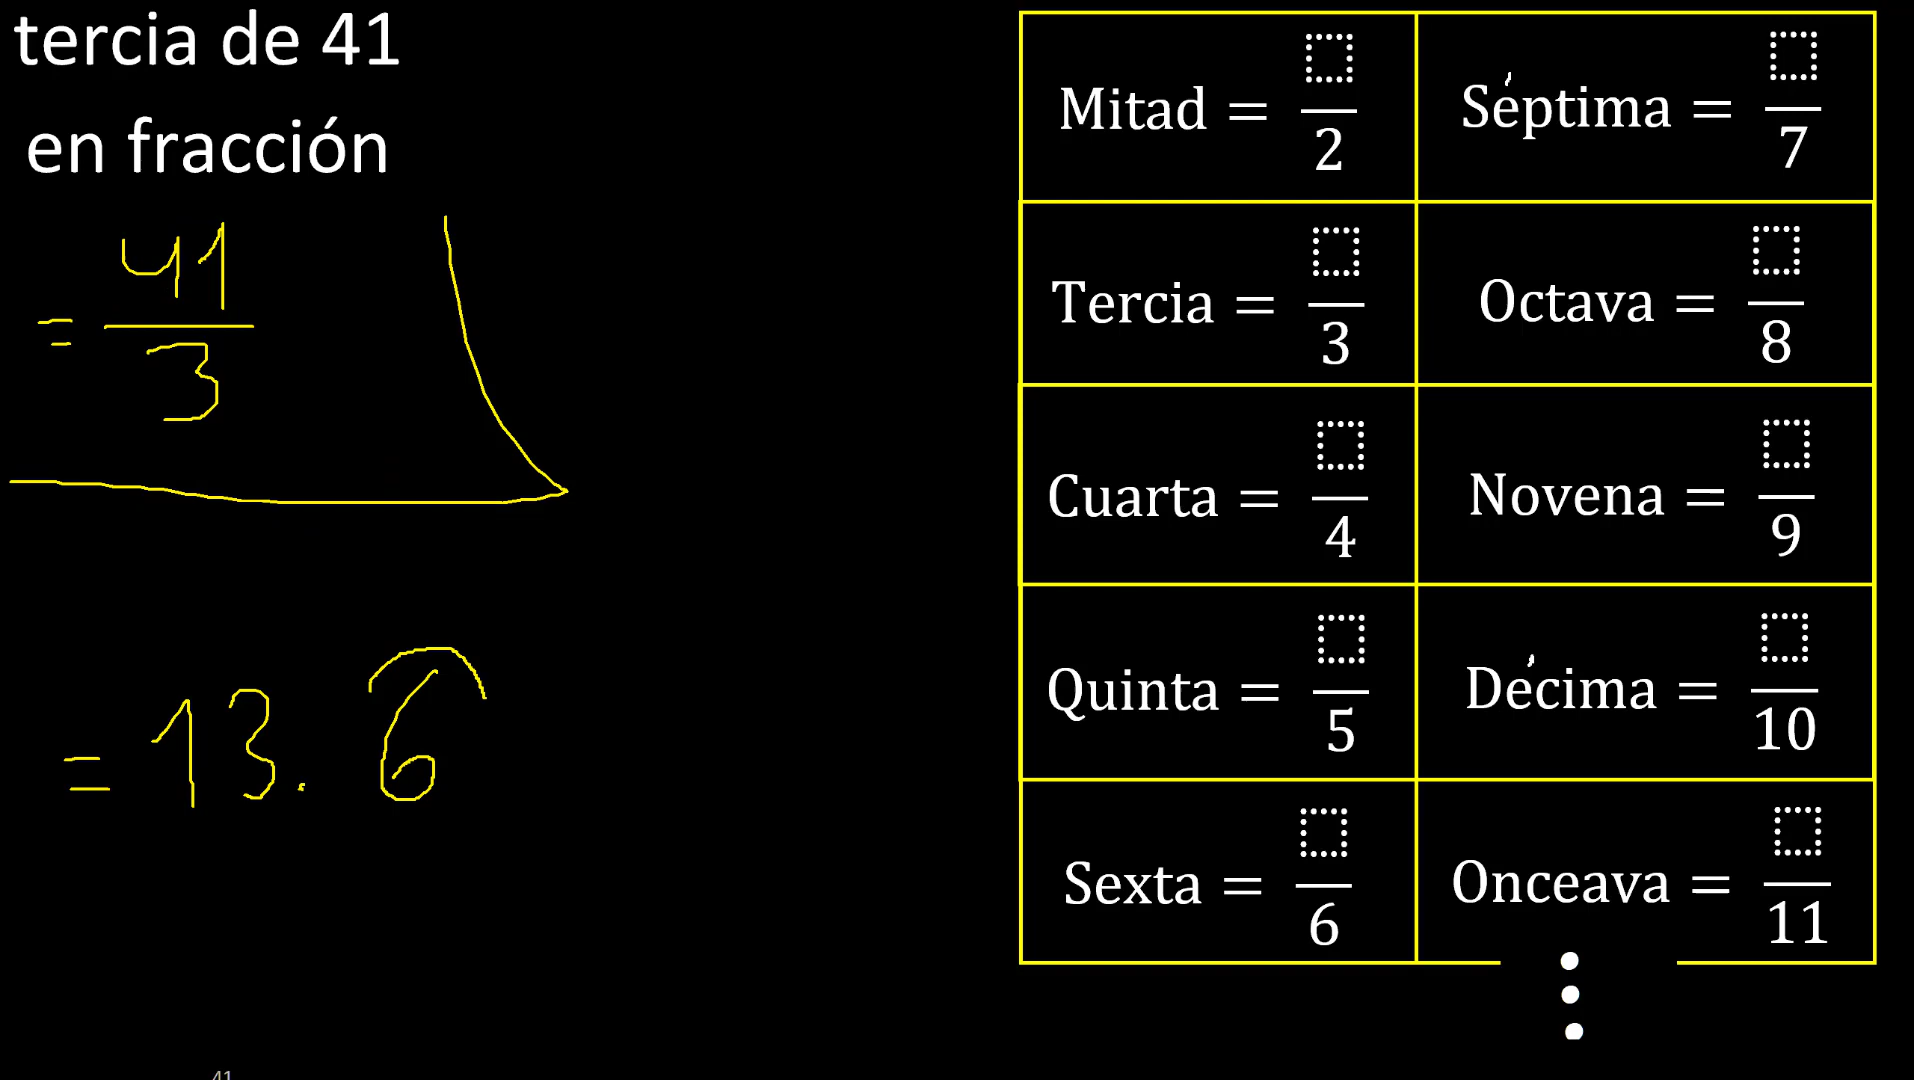 tercia de 41
en fracción
= 41/3
= 13.6̂
Mitad = ⬚/2
Séptima = ⬚/7
Tercia = ⬚/3
Octava = ⬚/8
Cuarta = ⬚/4
Novena = ⬚/9
Quinta = ⬚/5
Décima = ⬚/10
Sexta = ⬚/6
Onceava = ⬚/11
⋮
41